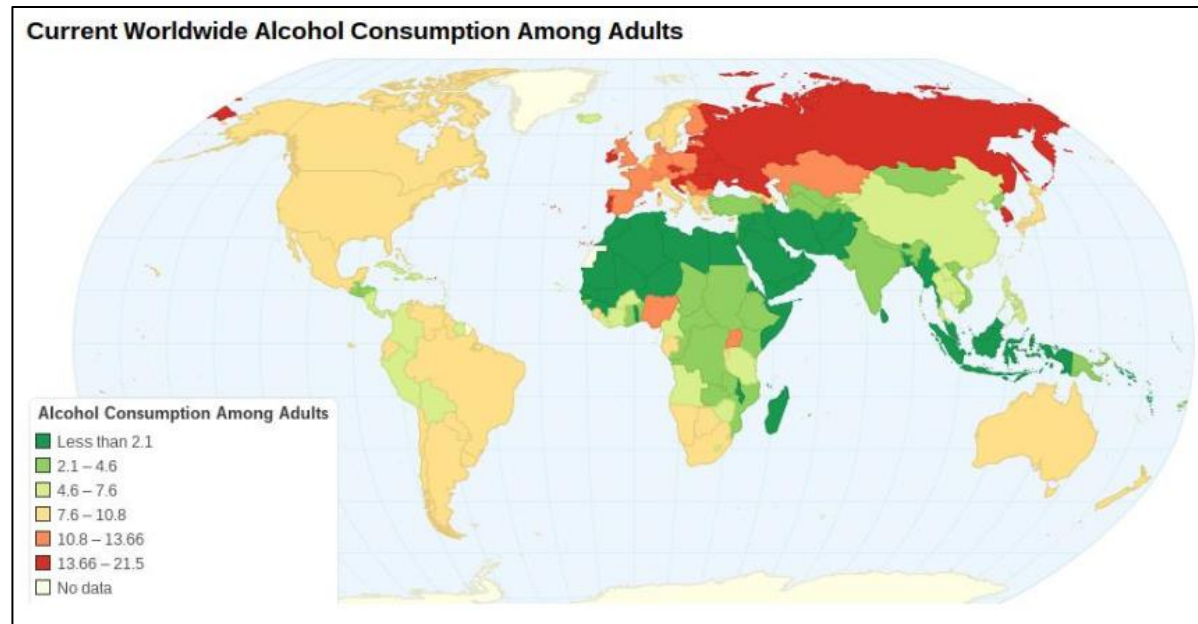 Current Worldwide Alcohol Consumption Among Adults
Alcohol Consumption Among Adults
Less than 2.1
2.1 – 4.6
4.6 – 7.6
7.6 – 10.8
10.8 – 13.66
13.66 – 21.5
No data